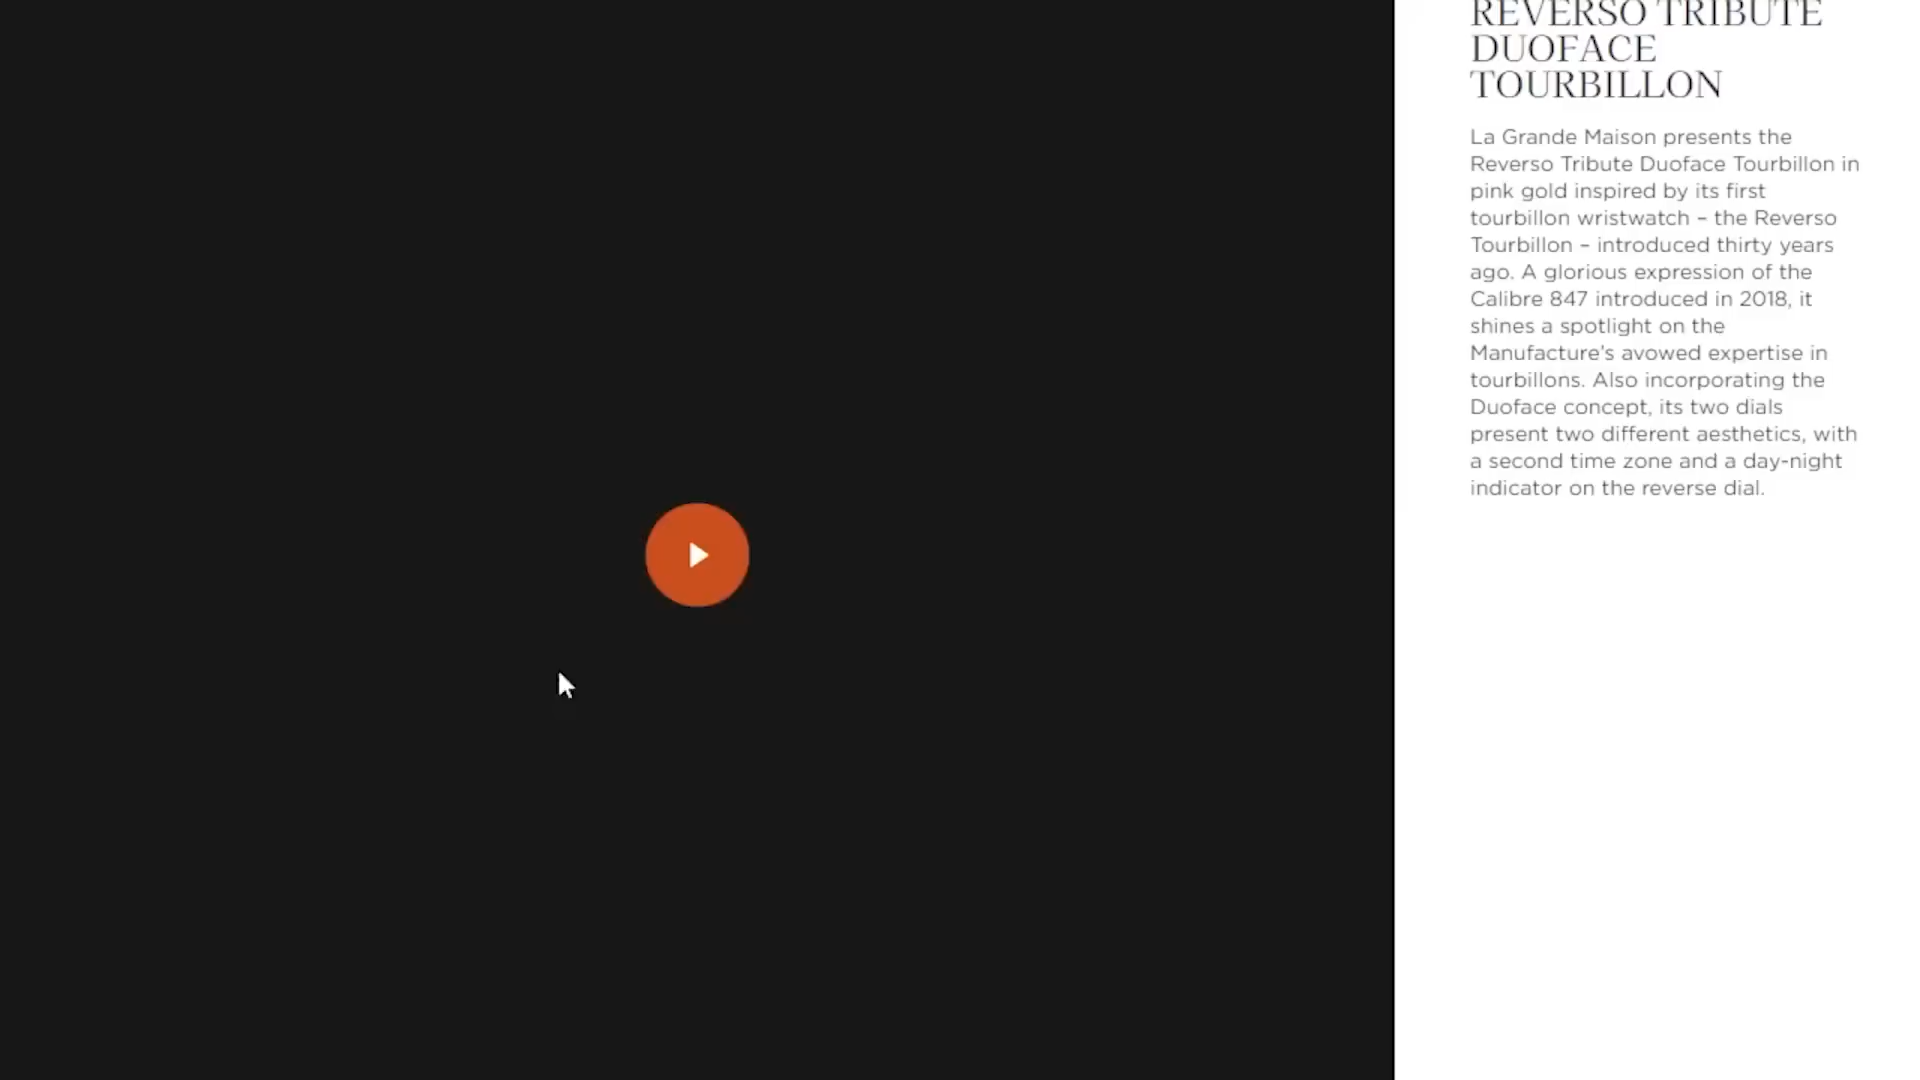 REVERSO TRIBUTE
DUOFACE
TOURBILLON
La Grande Maison presents the
Reverso Tribute Duoface Tourbillon in
pink gold inspired by its first
tourbillon wristwatch – the Reverso
Tourbillon – introduced thirty years
ago. A glorious expression of the
Calibre 847 introduced in 2018, it
shines a spotlight on the
Manufacture's avowed expertise in
tourbillons. Also incorporating the
Duoface concept, its two dials
present two different aesthetics, with
a second time zone and a day-night
indicator on the reverse dial.